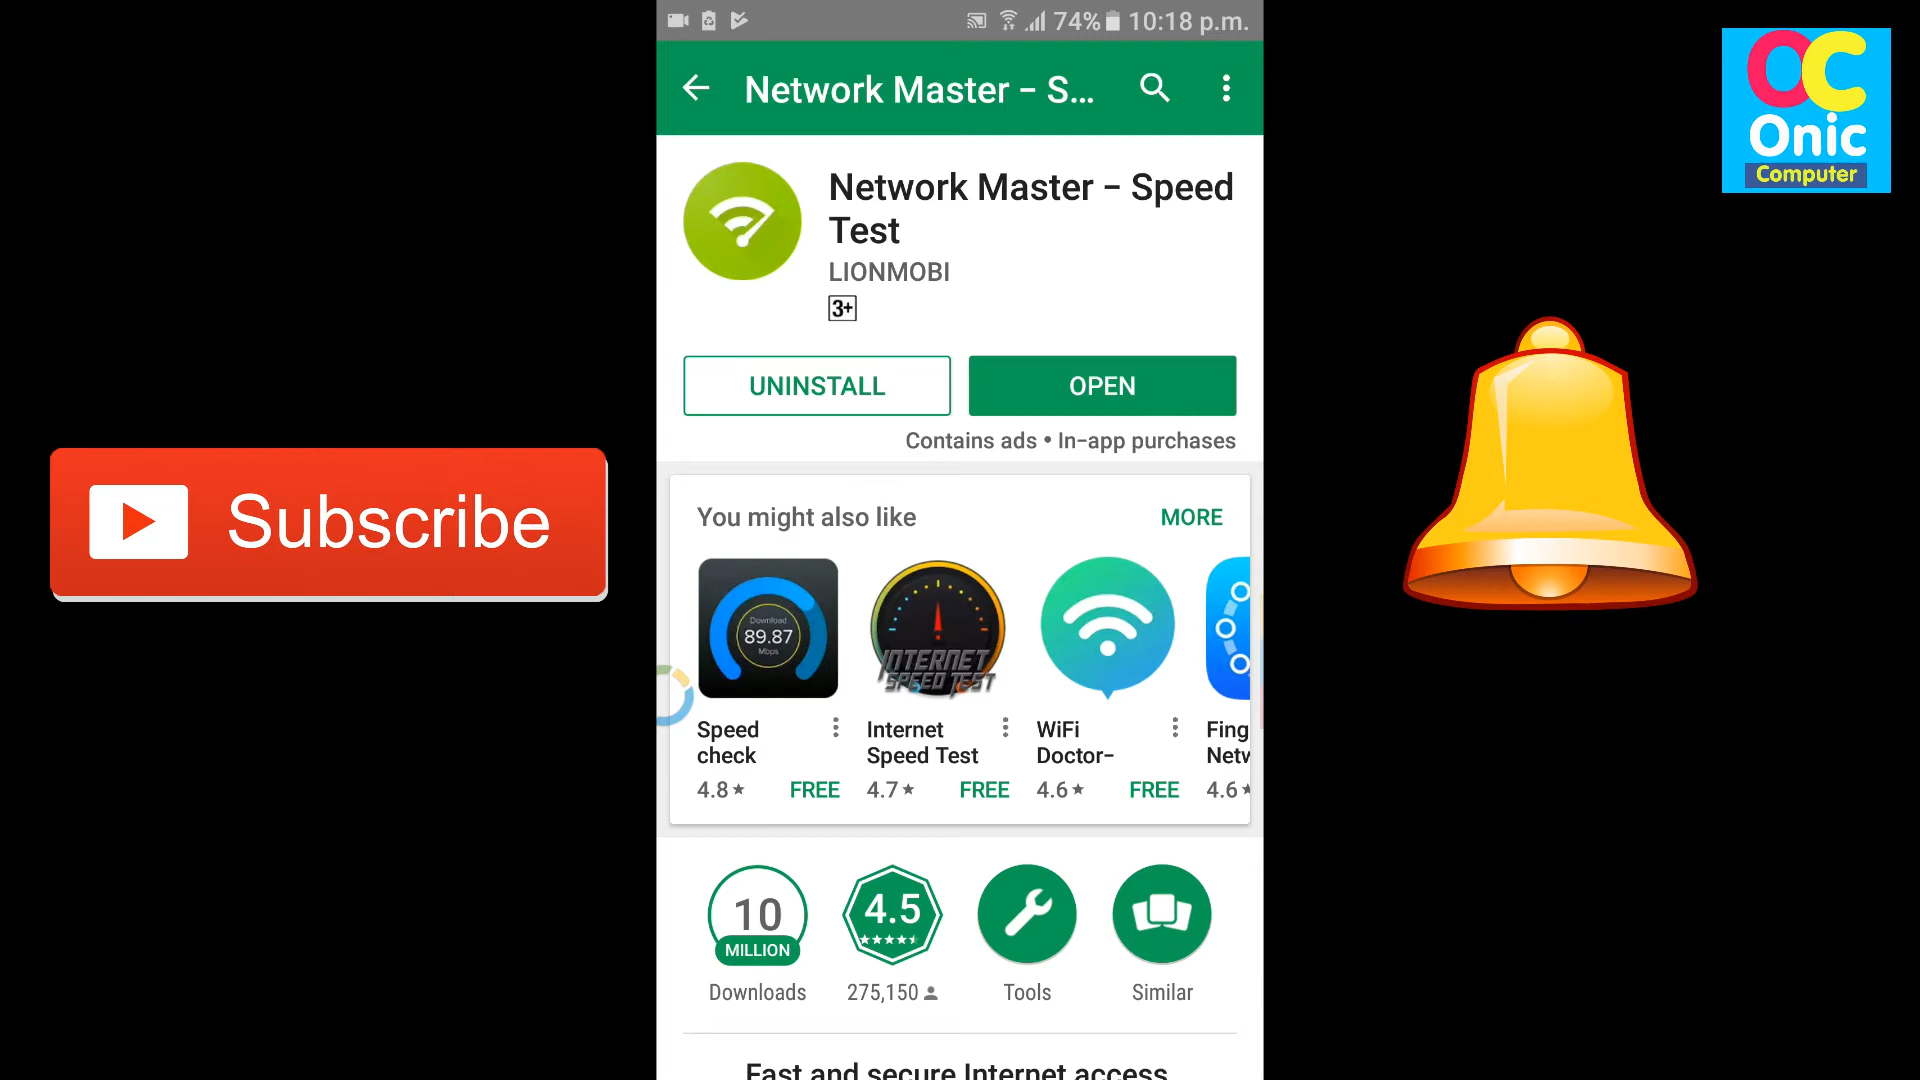 74% 10:18 p.m.
Network Master - S...
OC
Onic
Computer
Network Master - Speed
Test
LIONMOBI
3+
UNINSTALL
OPEN
Contains ads • In-app purchases
Subscribe
You might also like
MORE
Download
89.87
Mbps
INTERNET
SPEED TEST
Speed
check
4.8★ FREE
Internet
Speed Test
4.7★ FREE
WiFi
Doctor-
4.6★ FREE
Fing
Netw
4.6★
10
MILLION
Downloads
4.5
275,150
Tools
Similar
Fast and secure Internet access